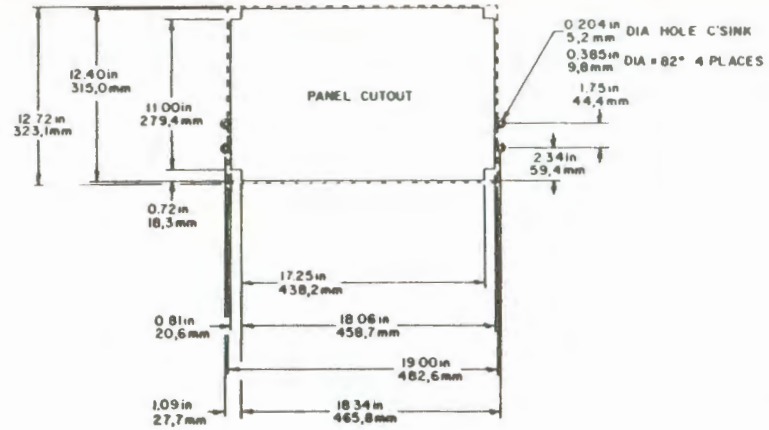 0.204in
5,2mm DIA HOLE C'SINK
0.385in
9,8mm DIA × 82° 4 PLACES
12.40in
315,0mm
1.75in
44,4mm
11.00in
279,4mm
PANEL CUTOUT
12.72in
323,1mm
2.34in
59,4mm
0.72in
18,3mm
17.25in
438,2mm
0.81in
20,6mm
18.06in
458,7mm
19.00in
482,6mm
1.09in
27,7mm
18.34in
465,8mm